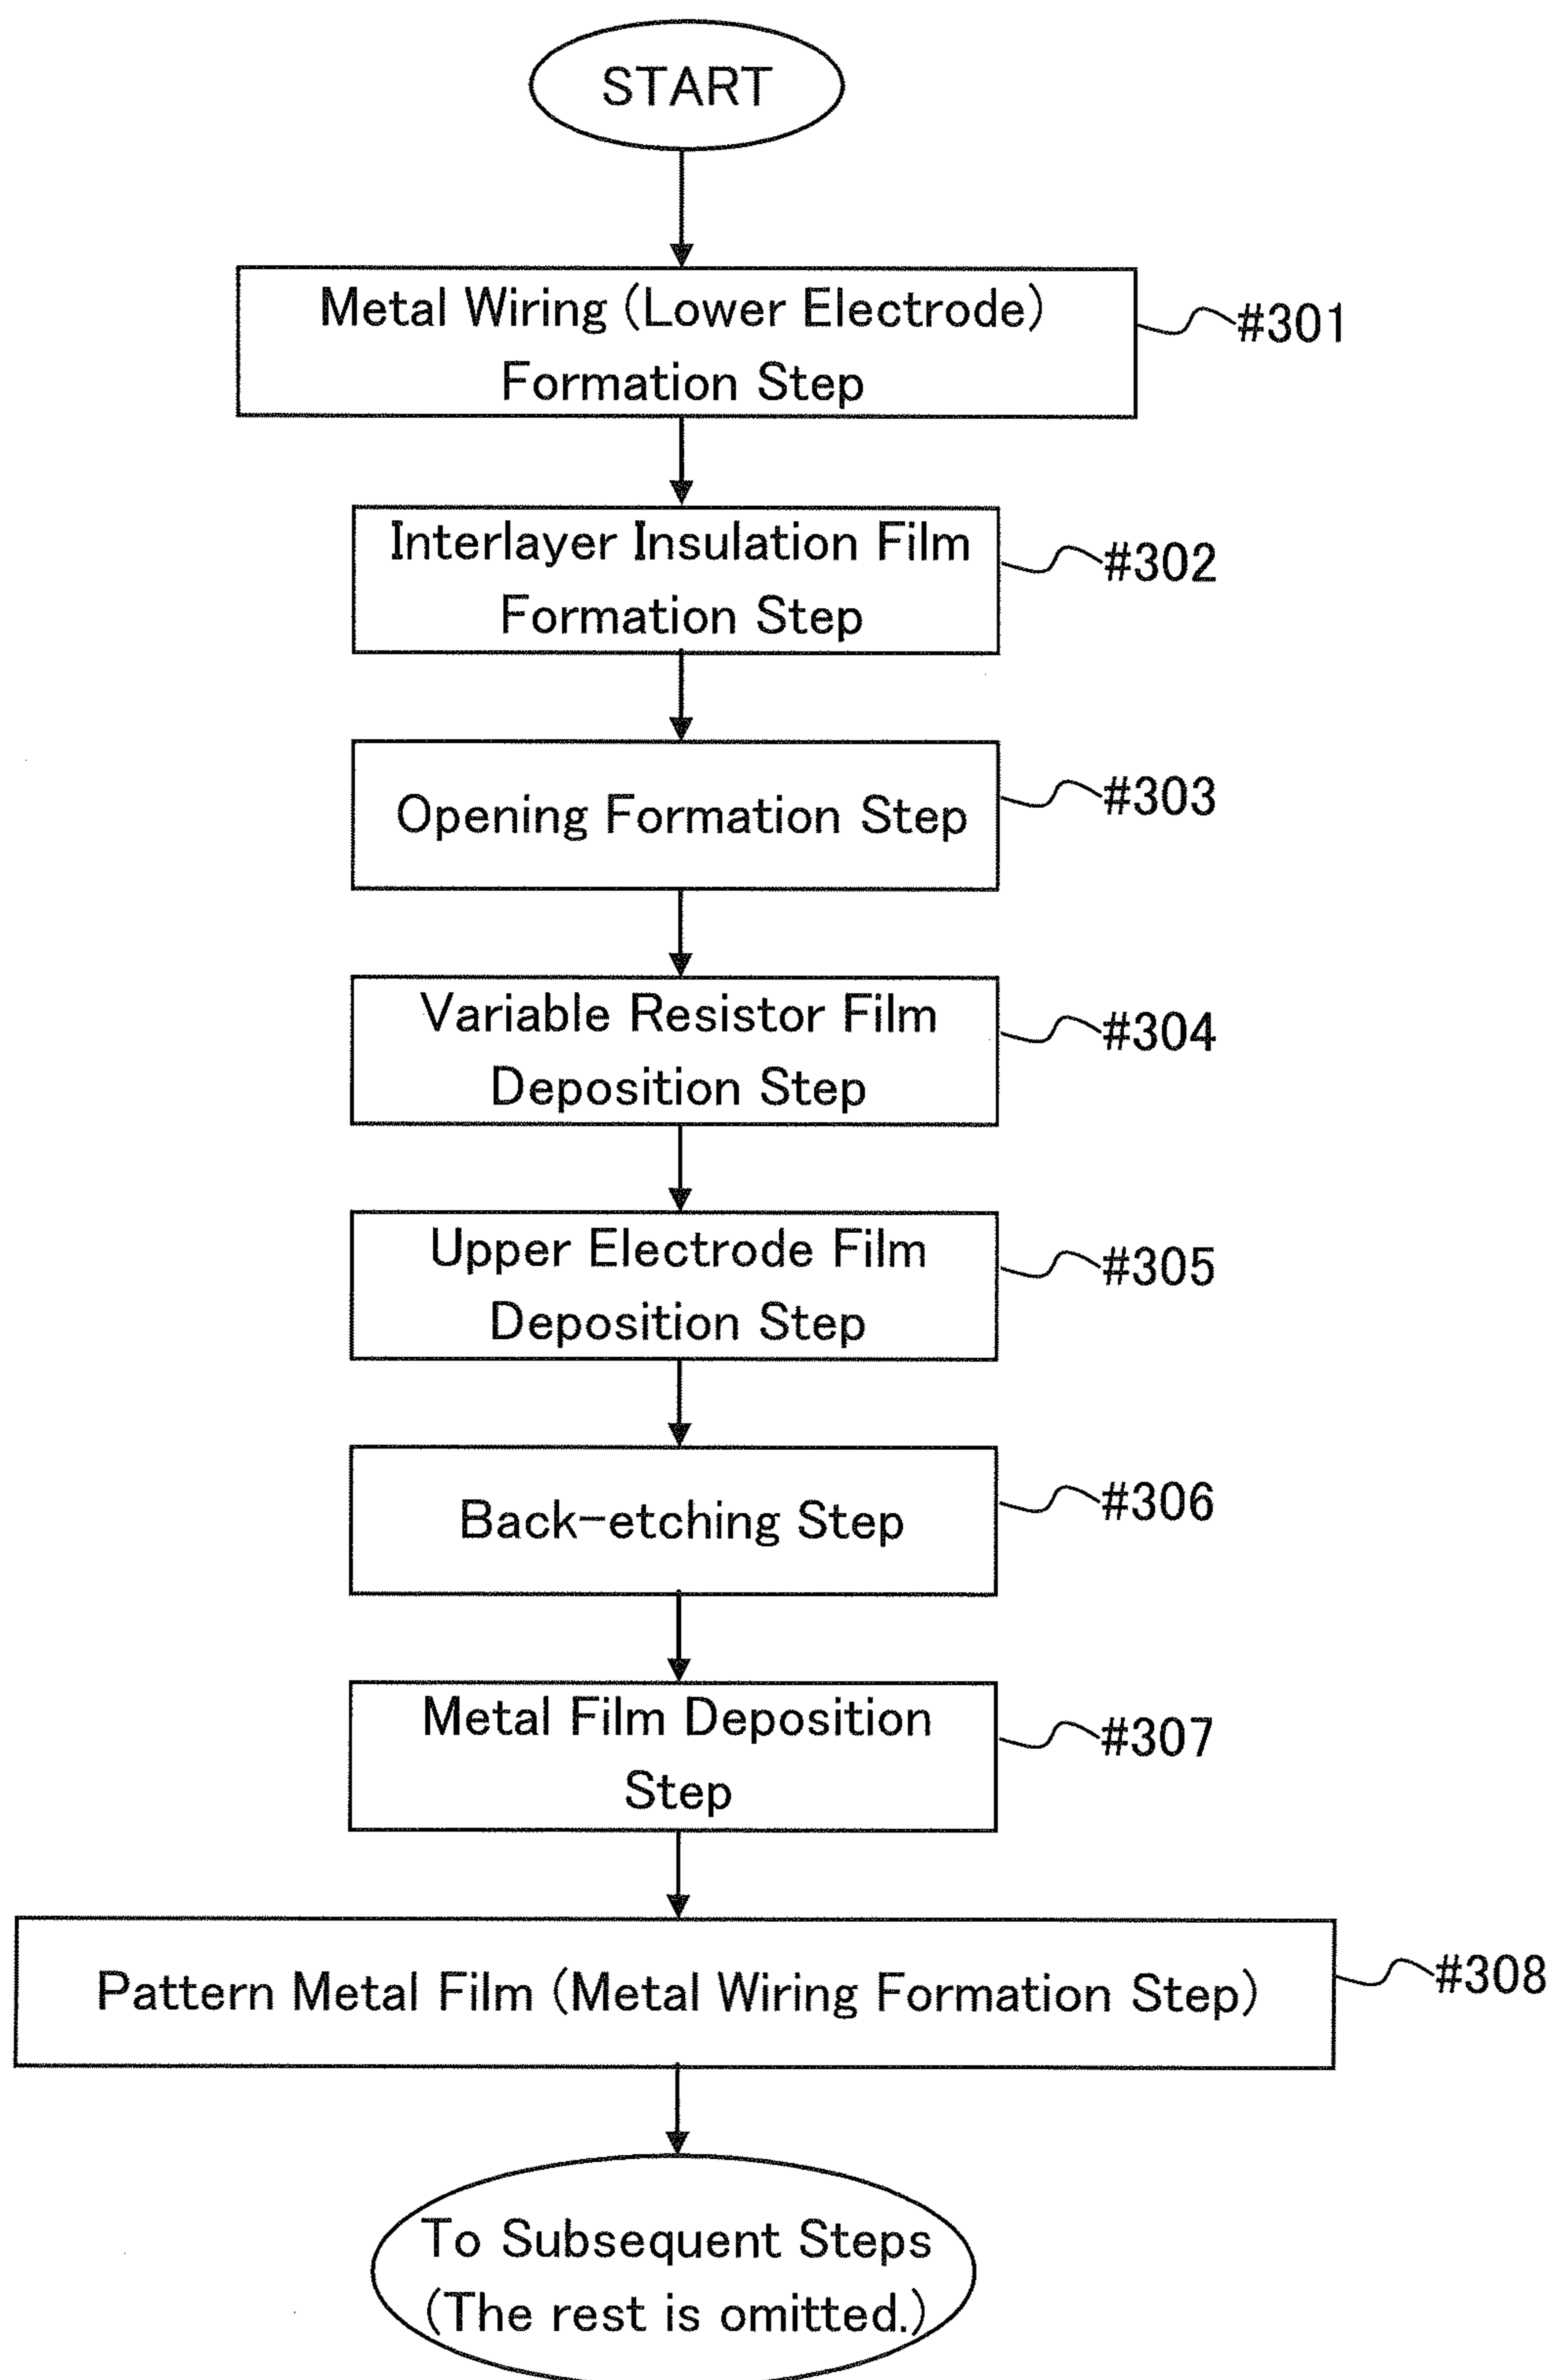 START
Metal Wiring (Lower Electrode)
Formation Step
#301
Interlayer Insulation Film
Formation Step
#302
Opening Formation Step
#303
Variable Resistor Film
Deposition Step
#304
Upper Electrode Film
Deposition Step
#305
Back-etching Step
#306
Metal Film Deposition
Step
#307
Pattern Metal Film (Metal Wiring Formation Step)
#308
To Subsequent Steps
(The rest is omitted.)